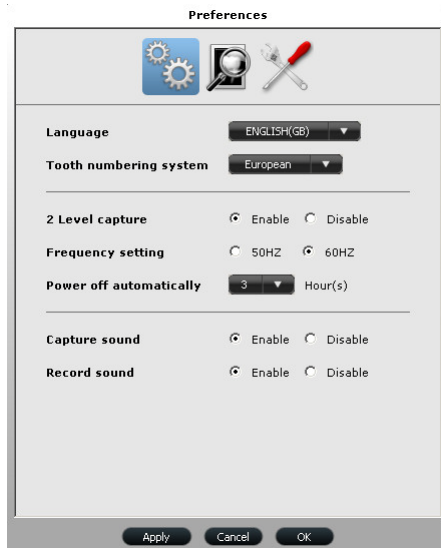 Preferences
Language ENGLISH(GB)
Tooth numbering system European
2 Level capture Enable Disable
Frequency setting 50HZ 60HZ
Power off automatically 3 Hour(s)
Capture sound Enable Disable
Record sound Enable Disable
Apply Cancel OK